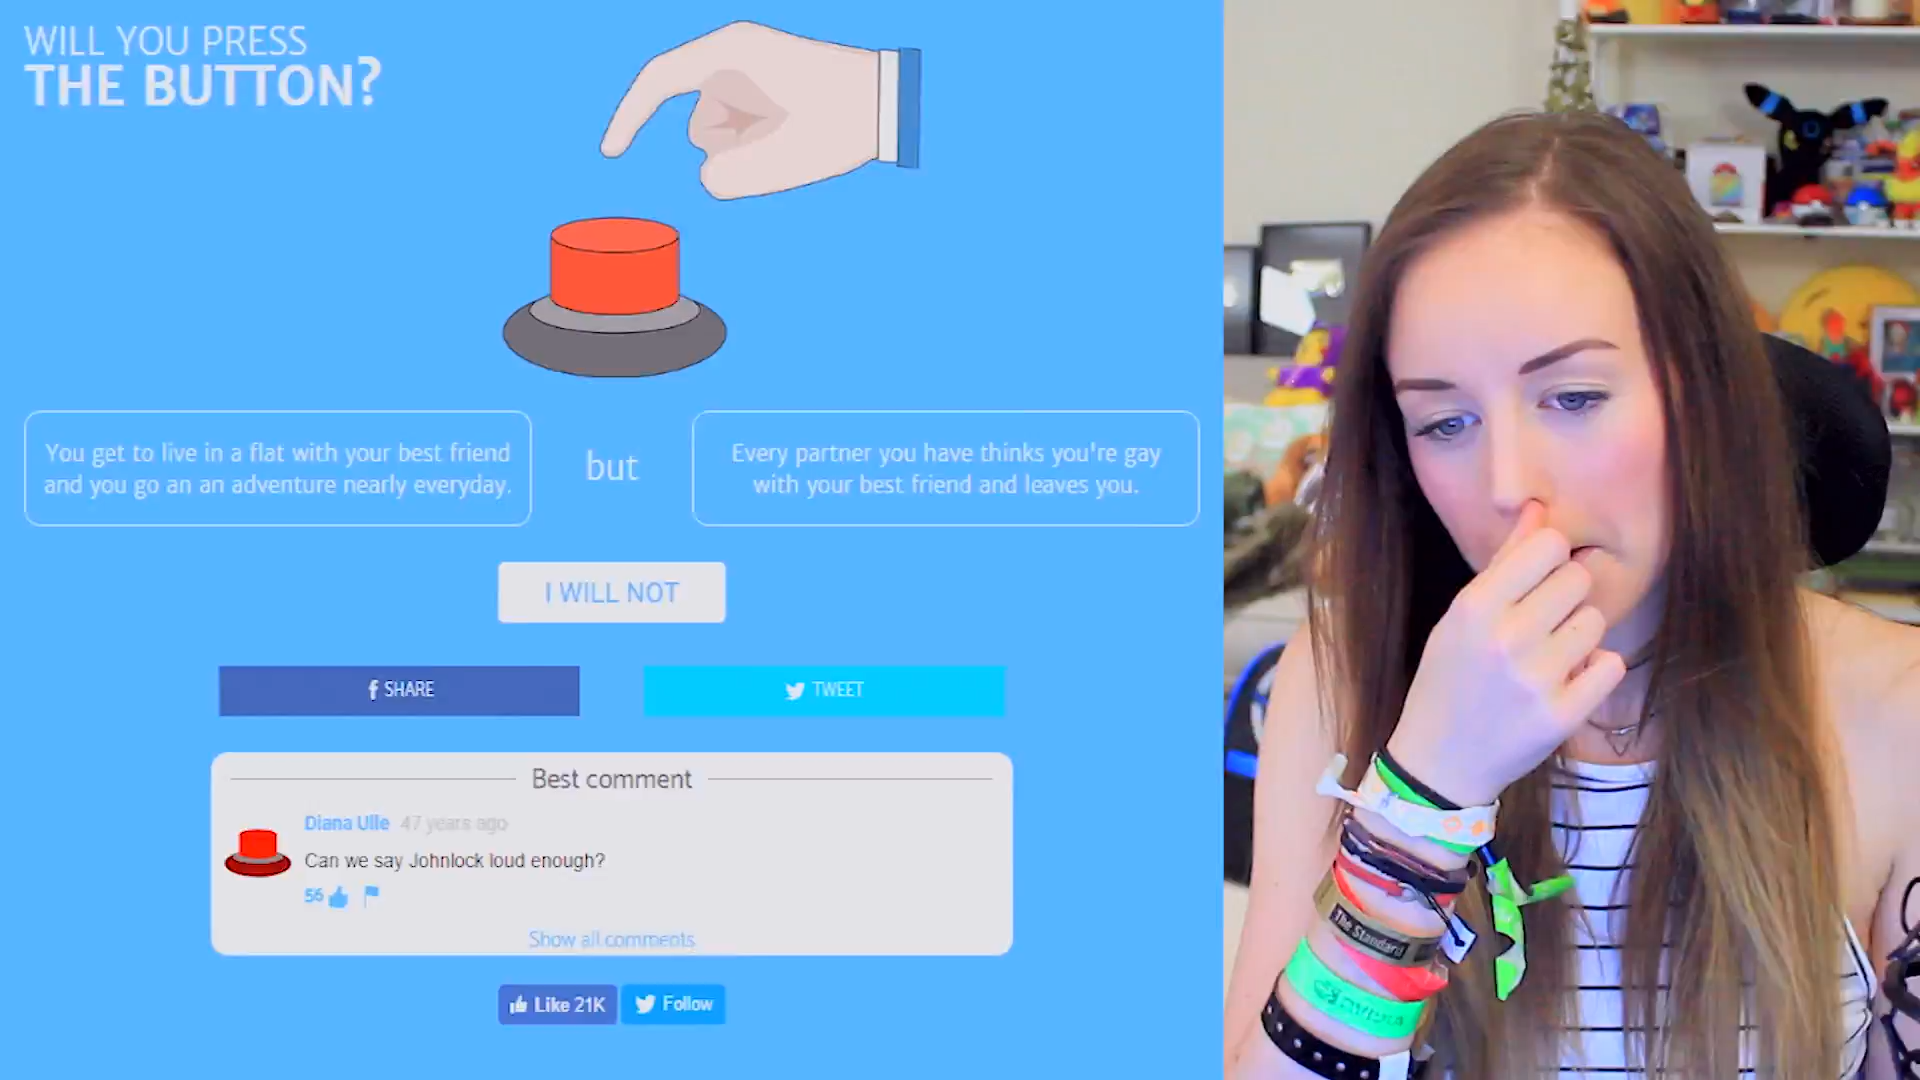 WILL YOU PRESS
THE BUTTON?
You get to live in a flat with your best friend
and you go an an adventure nearly everyday.
but
Every partner you have thinks you're gay
with your best friend and leaves you.
I WILL NOT
f SHARE
TWEET
Best comment
Diana Ulle 47 years ago
Can we say Johnlock loud enough?
56
Show all comments
Like 21K
Follow
The Standard